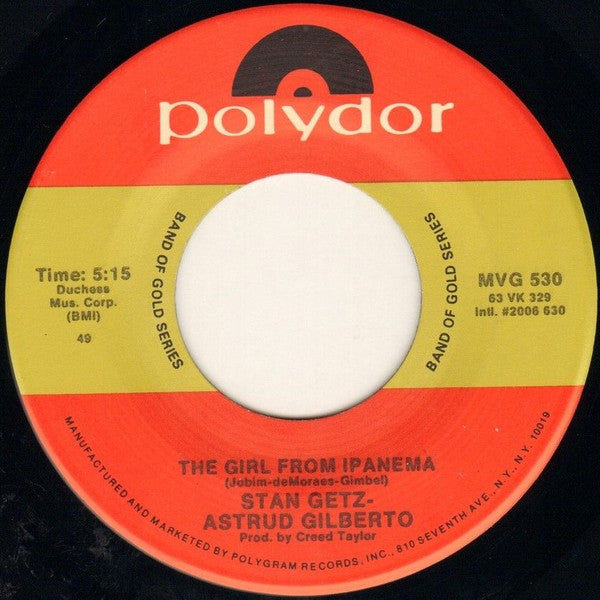 polydor
BAND OF GOLD SERIES
BAND OF GOLD SERIES
Time: 5:15
Duchess
Mus. Corp.
(BMI)
49
MVG 530
63 VK 329
Intl. #2006 630
THE GIRL FROM IPANEMA
(Jobim-deMoraes-Gimbel)
STAN GETZ-
ASTRUD GILBERTO
Prod. by Creed Taylor
MANUFACTURED AND MARKETED BY POLYGRAM RECORDS, INC., 810 SEVENTH AVE., N.Y., N.Y. 10019